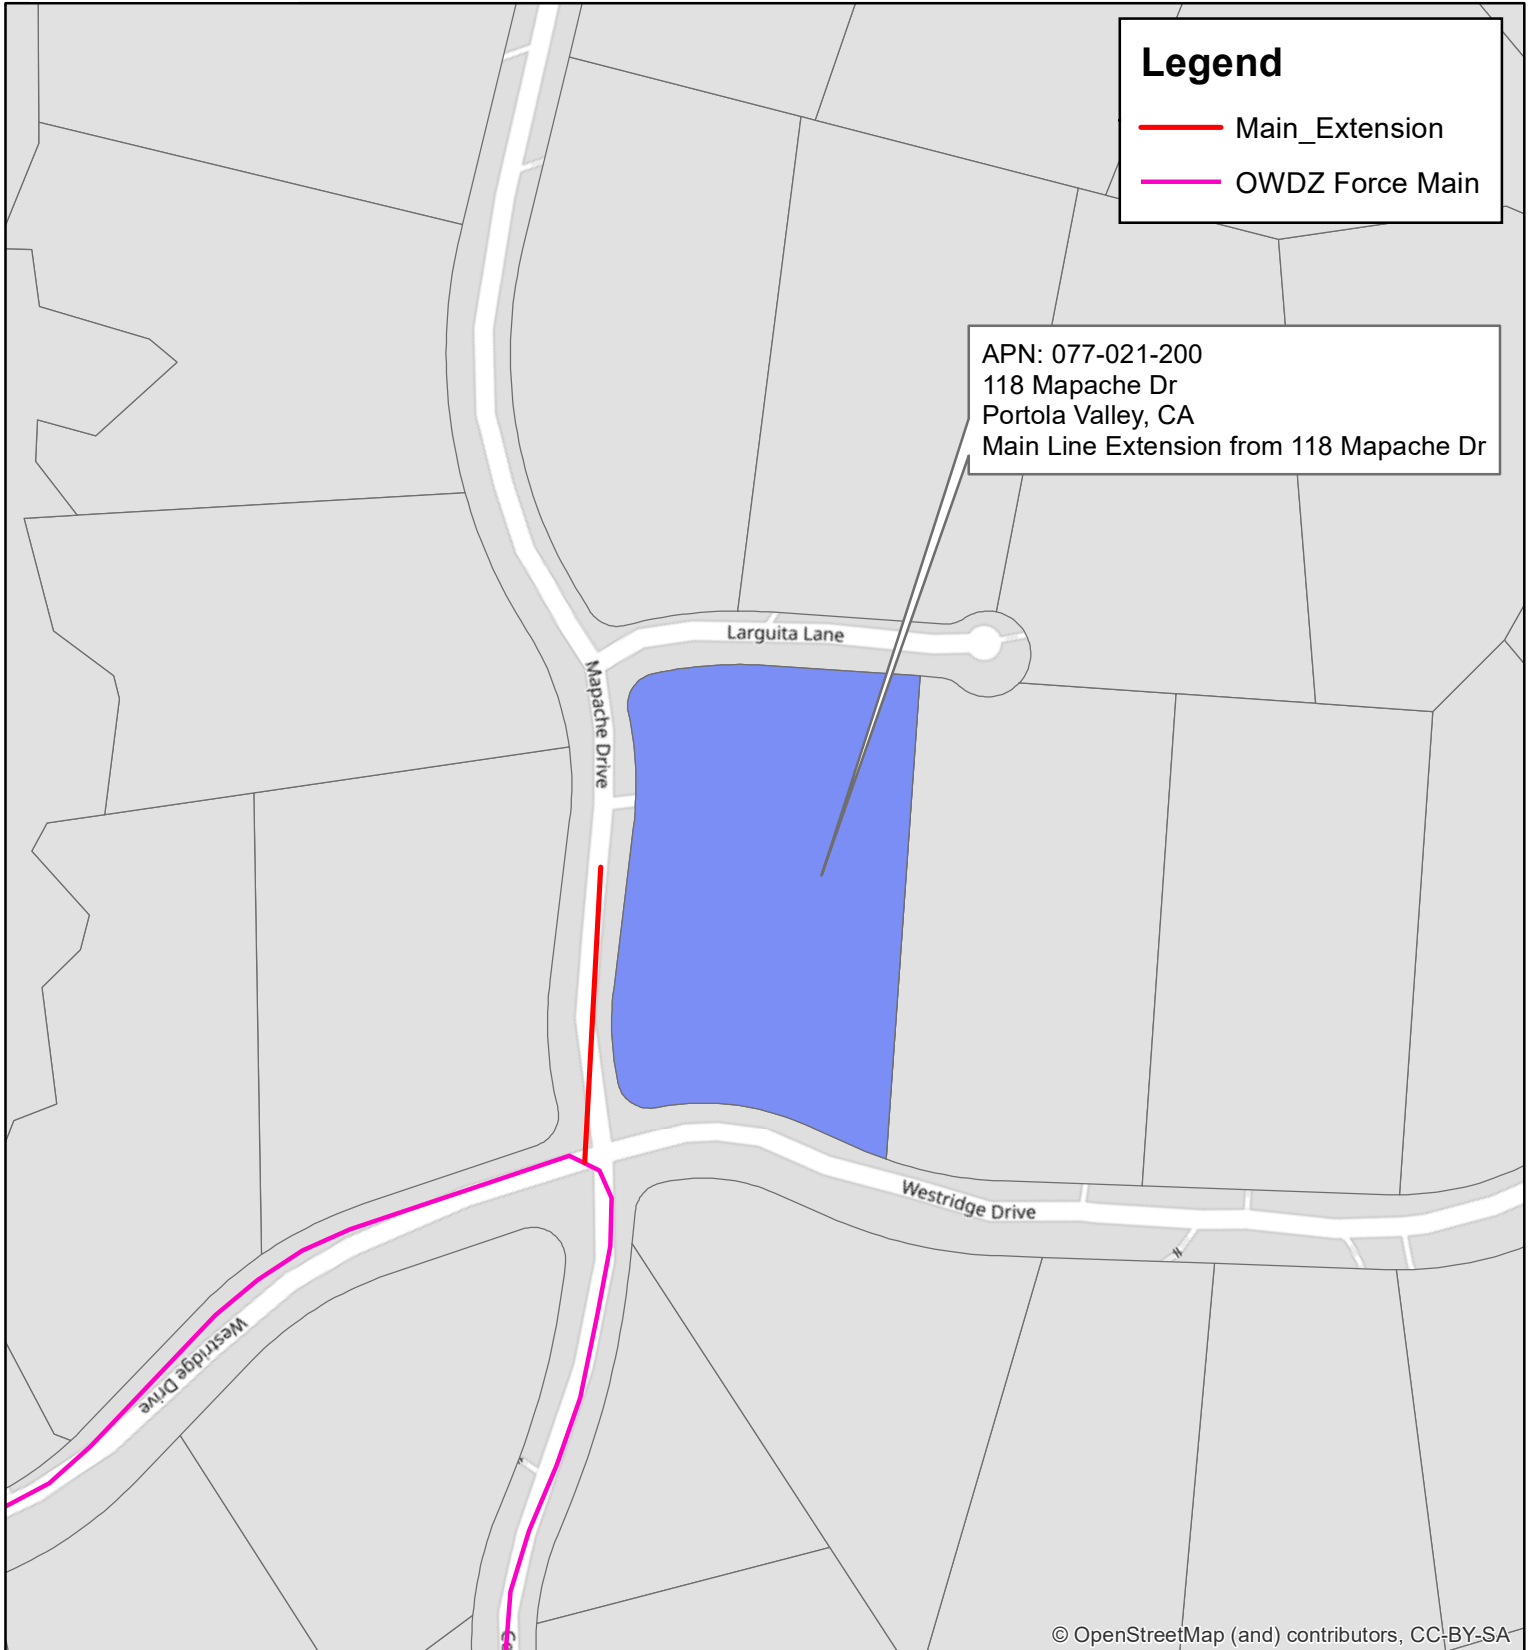 Legend
Main_Extension
OWDZ Force Main
APN: 077-021-200
118 Mapache Dr
Portola Valley, CA
Main Line Extension from 118 Mapache Dr
Larguita Lane
Mapache Drive
Westridge Drive
Westridge Drive
© OpenStreetMap (and) contributors, CC-BY-SA